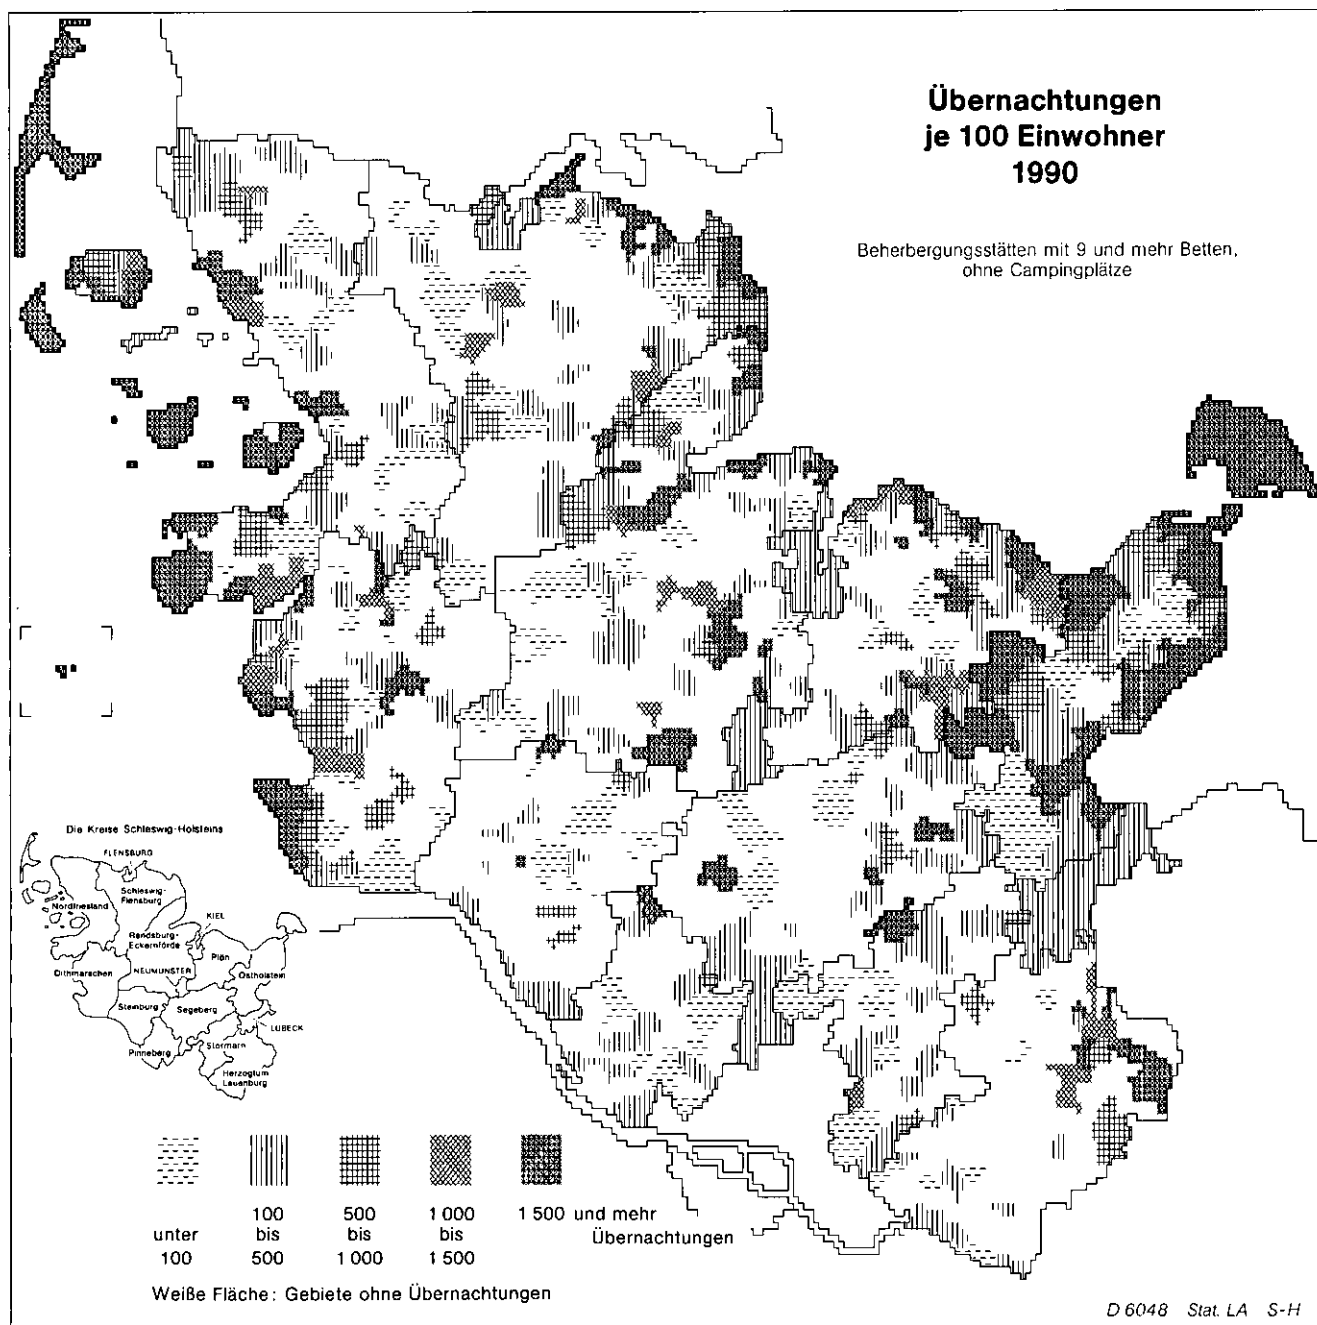 Übernachtungen
je 100 Einwohner
1990
Beherbergungsstätten mit 9 und mehr Betten,
ohne Campingplätze
Die Kreise Schleswig-Holsteins
FLENSBURG
Schleswig-
Flensburg
Nordfriesland
KIEL
Rendsburg-
Eckernförde
Plön
Dithmarschen
NEUMÜNSTER
Ostholstein
Steinburg
Segeberg
LÜBECK
Pinneberg
Stormarn
Herzogtum
Lauenburg
unter
100
100
bis
500
500
bis
1 000
1 000
bis
1 500
1 500 und mehr
Übernachtungen
Weiße Fläche: Gebiete ohne Übernachtungen
D 6048 Stat. LA S-H